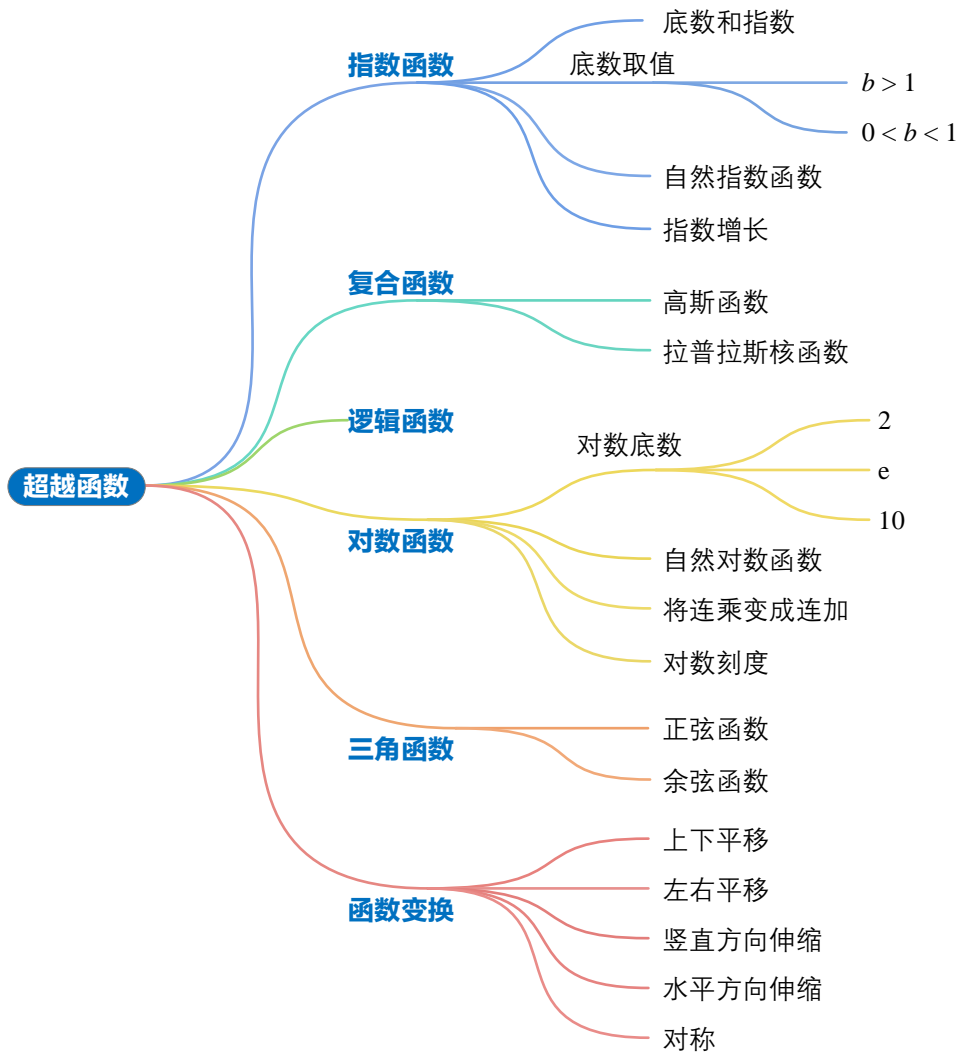 超越函数
指数函数
底数和指数
底数取值
b > 1
0 < b < 1
自然指数函数
指数增长
复合函数
高斯函数
拉普拉斯核函数
逻辑函数
对数函数
对数底数
2
e
10
自然对数函数
将连乘变成连加
对数刻度
三角函数
正弦函数
余弦函数
函数变换
上下平移
左右平移
竖直方向伸缩
水平方向伸缩
对称